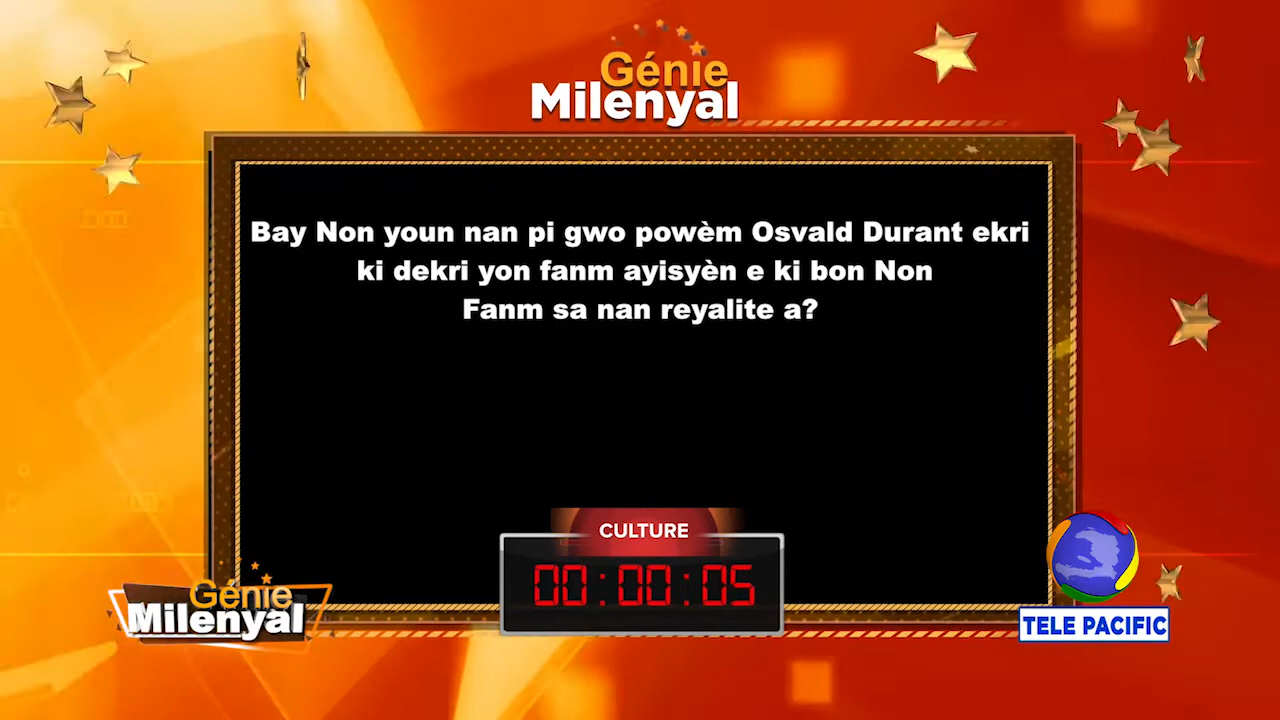 Génie
Milenyal
Bay Non youn nan pi gwo powèm Osvald Durant ekri
ki dekri yon fanm ayisyèn e ki bon Non
Fanm sa nan reyalite a?
CULTURE
00:00:05
Génie
Milenyal
TELE PACIFIC